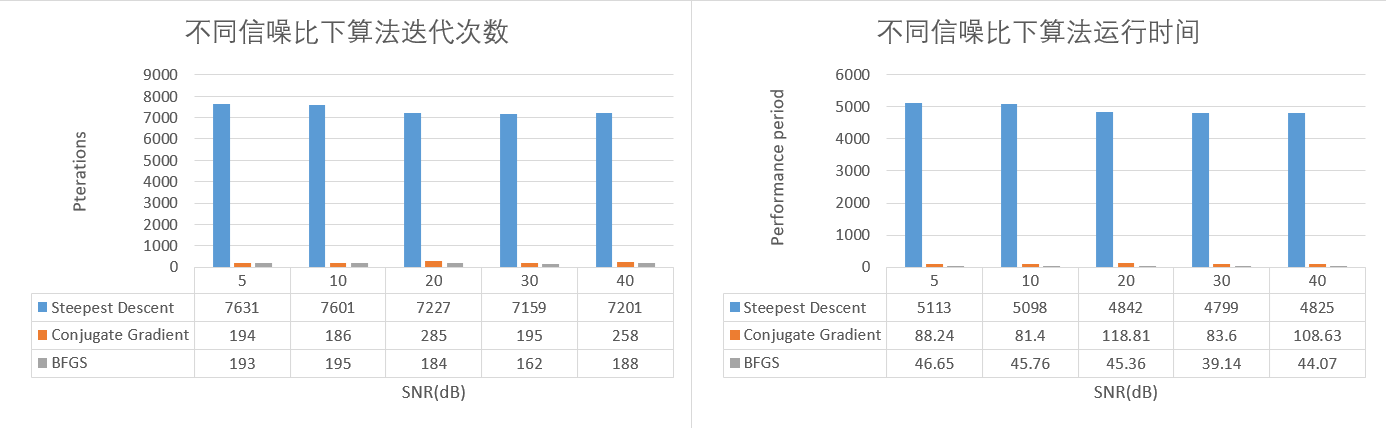 不同信噪比下算法迭代次数
Pterations
9000
8000
7000
6000
5000
4000
3000
2000
1000
0
5 10 20 30 40
Steepest Descent 7631 7601 7227 7159 7201
Conjugate Gradient 194 186 285 195 258
BFGS 193 195 184 162 188
SNR(dB)
不同信噪比下算法运行时间
Performance period
6000
5000
4000
3000
2000
1000
0
5 10 20 30 40
Steepest Descent 5113 5098 4842 4799 4825
Conjugate Gradient 88.24 81.4 118.81 83.6 108.63
BFGS 46.65 45.76 45.36 39.14 44.07
SNR(dB)